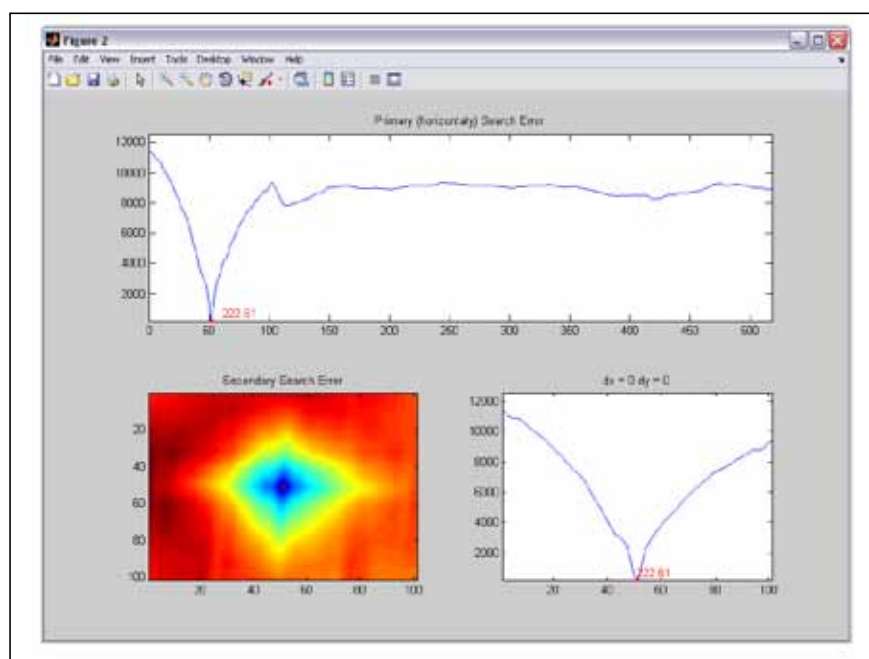 Figure 2
File Edit View Insert Tools Desktop Window Help
Primary (horizontaly) Search Error
12000
10000
8000
6000
4000
2000
222.61
0 50 100 150 200 250 300 350 400 450 500
Secondary Search Error
20
40
60
80
100
20 40 60 80 100
dx = 0 dy = 0
12000
10000
8000
6000
4000
2000
222.61
20 40 60 80 100